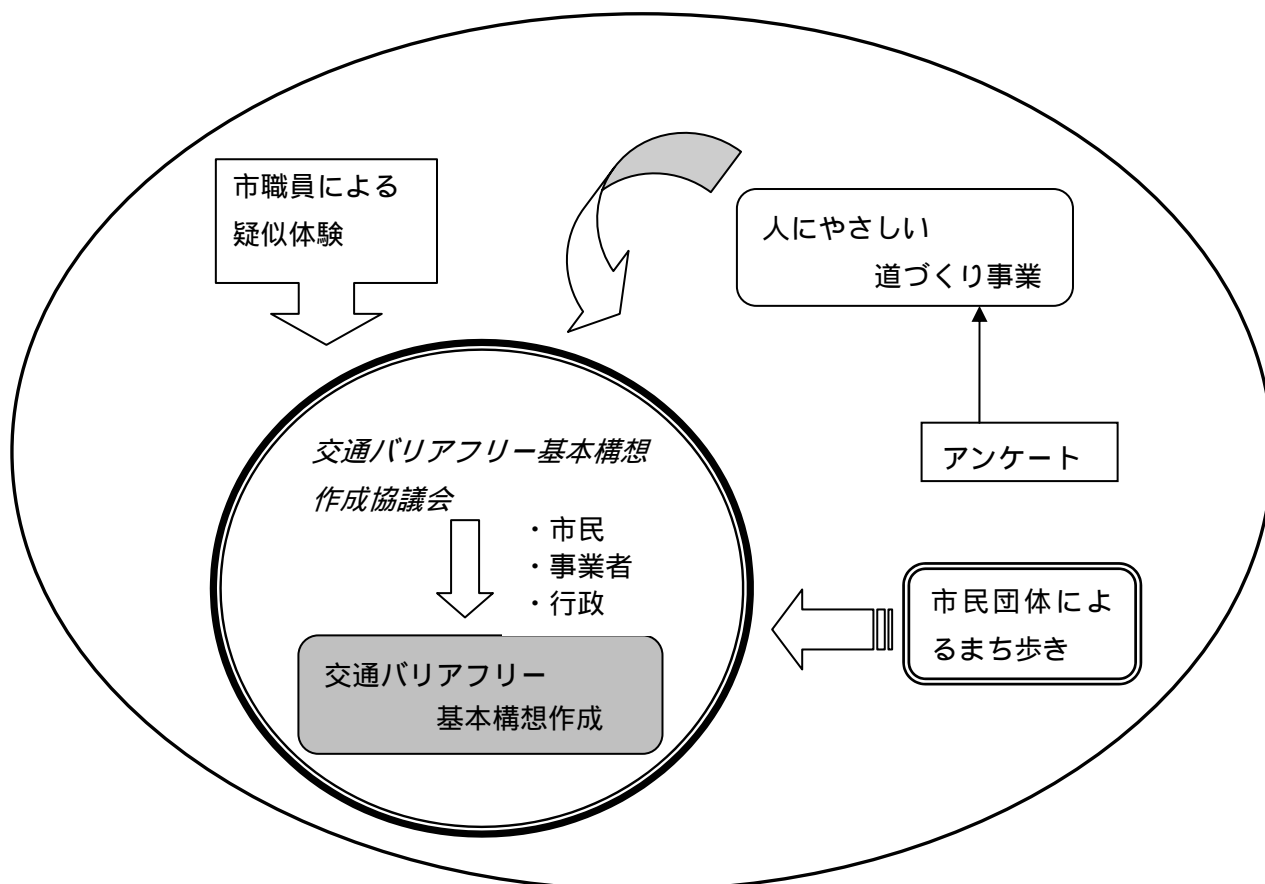 市職員による
疑似体験
人にやさしい
道づくり事業
アンケート
交通バリアフリー基本構想
作成協議会
・市民
・事業者
・行政
市民団体によ
るまち歩き
交通バリアフリー
基本構想作成